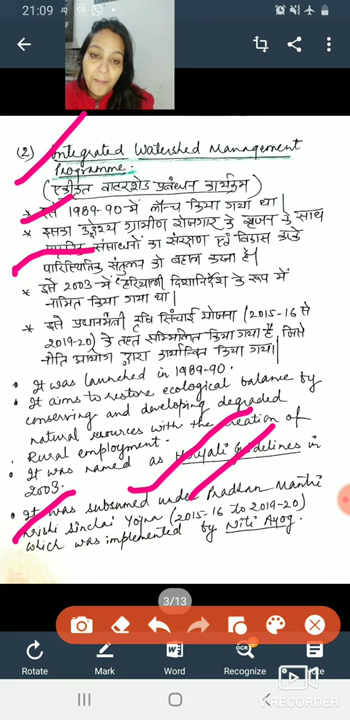 21:09
(2) Integrated Watershed Management
Programme.
(एकीकृत वाटरशेड प्रबंधन कार्यक्रम)
* इसे 1989-90 में लॉन्च किया गया था।
* इसका उद्देश्य ग्रामीण रोजगार के सृजन के साथ
संसाधनों का संरक्षण एवं विकास करके
पारिस्थितिक संतुलन को बहाल करना है।
* इसे 2003 में हरियाली दिशानिर्देश के रूप में
नामित किया गया था।
* इसे प्रधानमंत्री कृषि सिंचाई योजना (2015-16 से
2019-20) के तहत सम्मिलित किया गया है, जिसे
नीति आयोग द्वारा किया गया।
• It was launched in 1989-90.
• It aims to restore ecological balance by
conserving and developing degraded
natural resources with the creation of
Rural employment.
• It was named as Hariyali Guidelines in
2003.
• It was subsumed under Pradhan Mantri
Krishi Sinchai Yojna (2015-16 to 2019-20)
which was implemented by Niti Ayog.
3/13
Rotate
Mark
Word
Recognize
VRECORDER